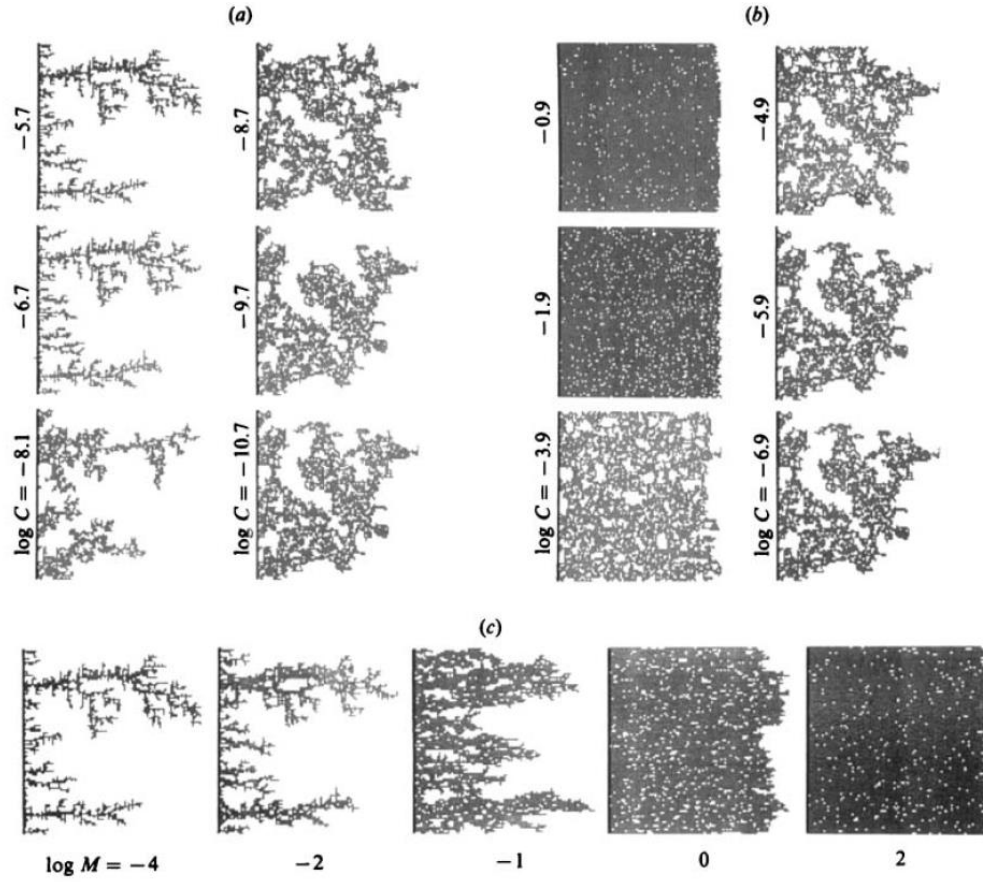 (a)
(b)
−5.7
−8.7
−0.9
−4.9
−6.7
−9.7
−1.9
−5.9
log C = −8.1
log C = −10.7
log C = −3.9
log C = −6.9
(c)
log M = −4
−2
−1
0
2